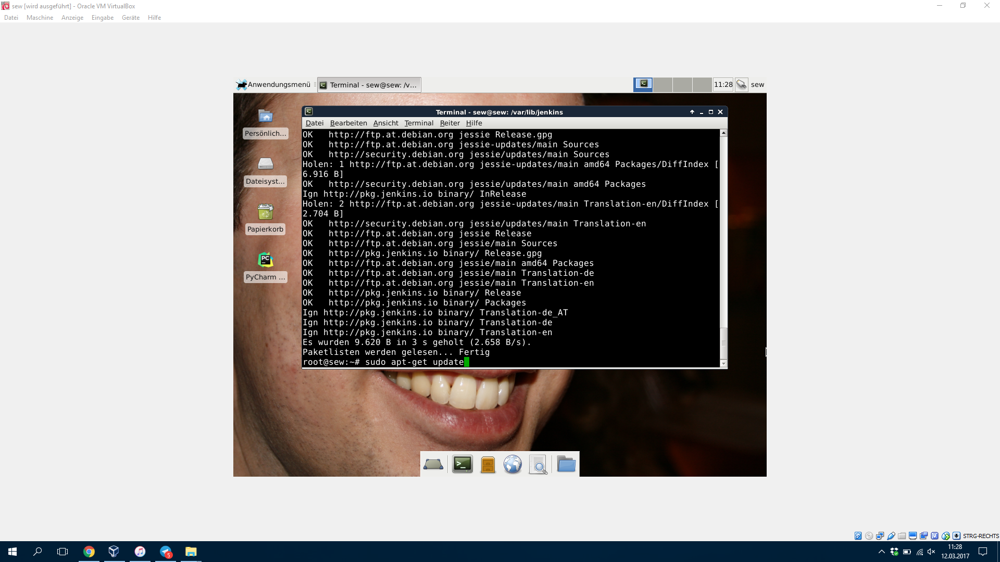 sew [wird ausgeführt] - Oracle VM VirtualBox
Datei Maschine Anzeige Eingabe Geräte Hilfe
Anwendungsmenü Terminal - sew@sew: /v... 11:28 sew
Terminal - sew@sew: /var/lib/jenkins
Datei Bearbeiten Ansicht Terminal Reiter Hilfe
OK   http://ftp.at.debian.org jessie Release.gpg
OK   http://ftp.at.debian.org jessie-updates/main Sources
OK   http://security.debian.org jessie/updates/main Sources
Holen: 1 http://ftp.at.debian.org jessie-updates/main amd64 Packages/DiffIndex [
6.916 B]
OK   http://security.debian.org jessie/updates/main amd64 Packages
Ign http://pkg.jenkins.io binary/ InRelease
Holen: 2 http://ftp.at.debian.org jessie-updates/main Translation-en/DiffIndex [
2.704 B]
OK   http://security.debian.org jessie/updates/main Translation-en
OK   http://ftp.at.debian.org jessie Release
OK   http://ftp.at.debian.org jessie/main Sources
OK   http://pkg.jenkins.io binary/ Release.gpg
OK   http://ftp.at.debian.org jessie/main amd64 Packages
OK   http://ftp.at.debian.org jessie/main Translation-de
OK   http://ftp.at.debian.org jessie/main Translation-en
OK   http://pkg.jenkins.io binary/ Release
OK   http://pkg.jenkins.io binary/ Packages
Ign http://pkg.jenkins.io binary/ Translation-de_AT
Ign http://pkg.jenkins.io binary/ Translation-de
Ign http://pkg.jenkins.io binary/ Translation-en
Es wurden 9.620 B in 3 s geholt (2.658 B/s).
Paketlisten werden gelesen... Fertig
root@sew:~# sudo apt-get update
Persönlich...
Dateisyst...
Papierkorb
PC
PyCharm ...
STRG-RECHTS
5
11:28
12.03.2017